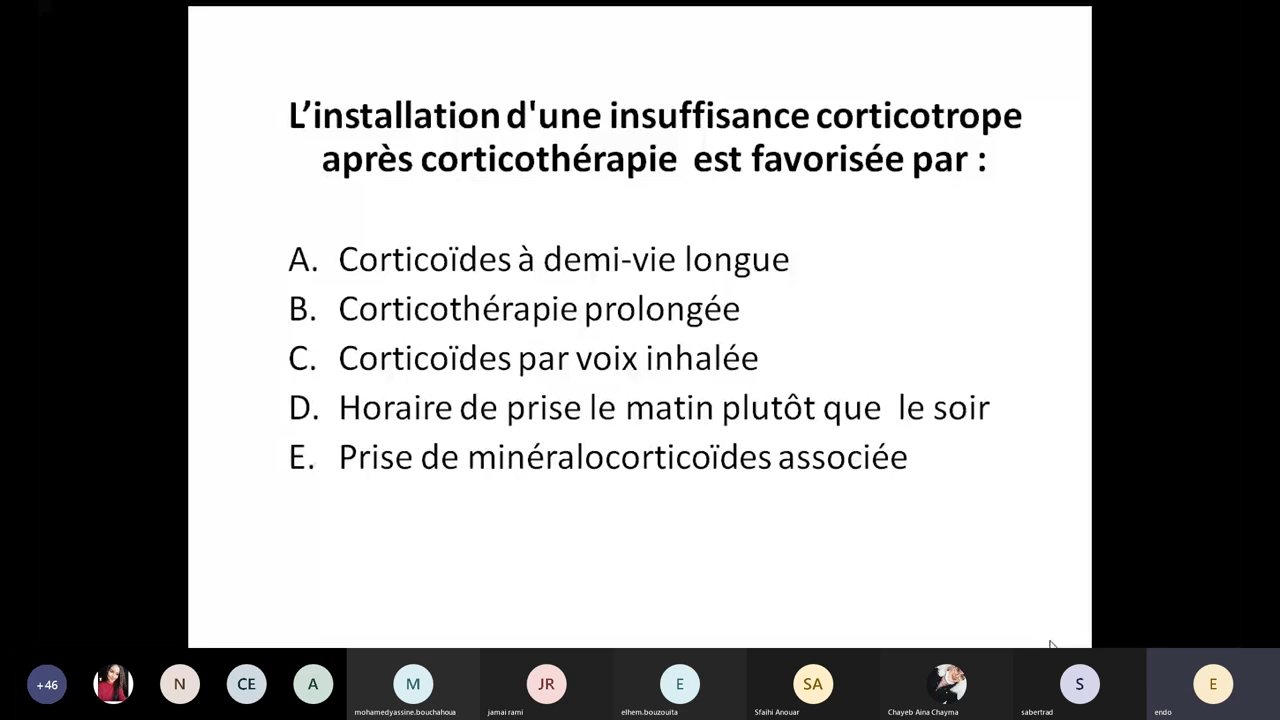 L’installation d'une insuffisance corticotrope
après corticothérapie est favorisée par :
A. Corticoïdes à demi-vie longue
B. Corticothérapie prolongée
C. Corticoïdes par voix inhalée
D. Horaire de prise le matin plutôt que le soir
E. Prise de minéralocorticoïdes associée
+46 N CE A M JR E SA S E
mohamedyassine.bouchahoua jamai rami elhem.bouzouita Sfaihi Anouar Chayeb Aina Chayma sabertrad endo